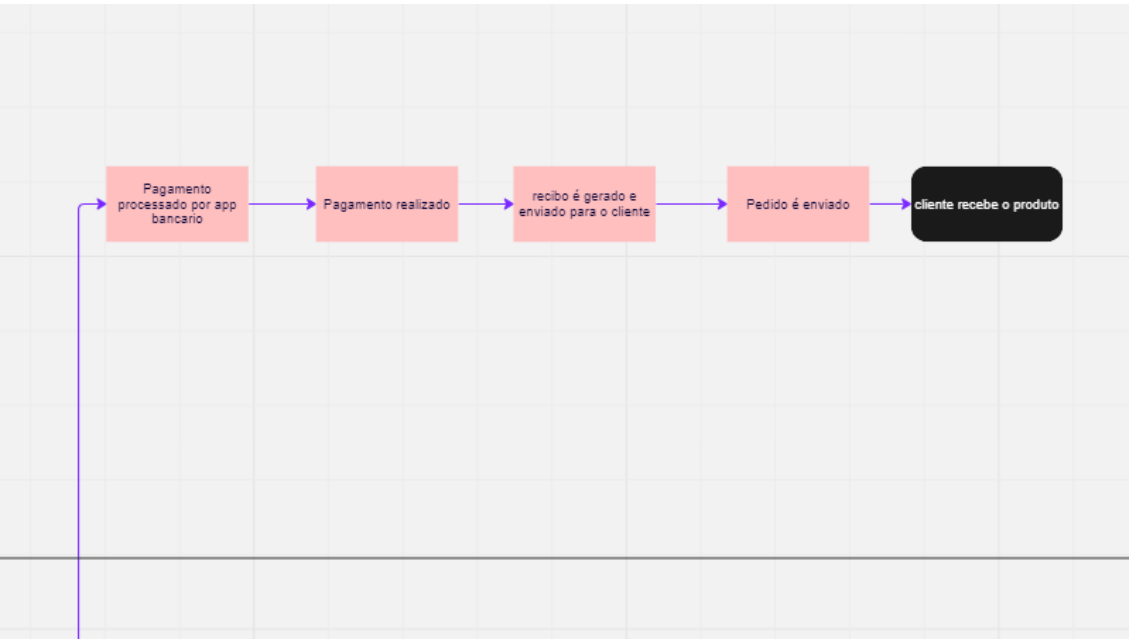 Pagamento
processado por app
bancario
Pagamento realizado
recibo é gerado e
enviado para o cliente
Pedido é enviado
cliente recebe o produto